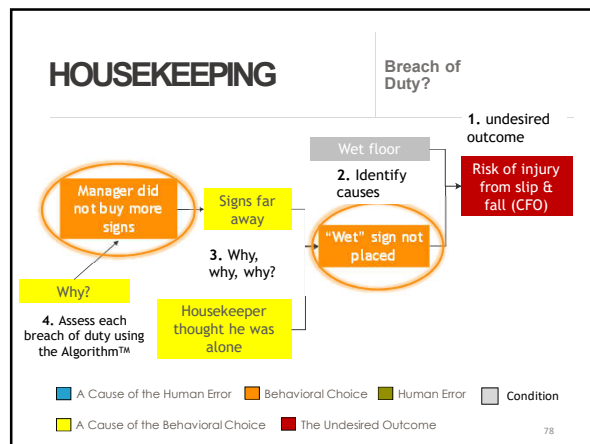 HOUSEKEEPING
Breach of
Duty?
1. undesired
outcome
Wet floor
2. Identify
causes
Risk of injury
from slip &
fall (CFO)
Manager did
not buy more
signs
Signs far
away
"Wet" sign not
placed
3. Why,
why, why?
Why?
4. Assess each
breach of duty using
the Algorithm™
Housekeeper
thought he was
alone
A Cause of the Human Error
Behavioral Choice
Human Error
Condition
A Cause of the Behavioral Choice
The Undesired Outcome
78